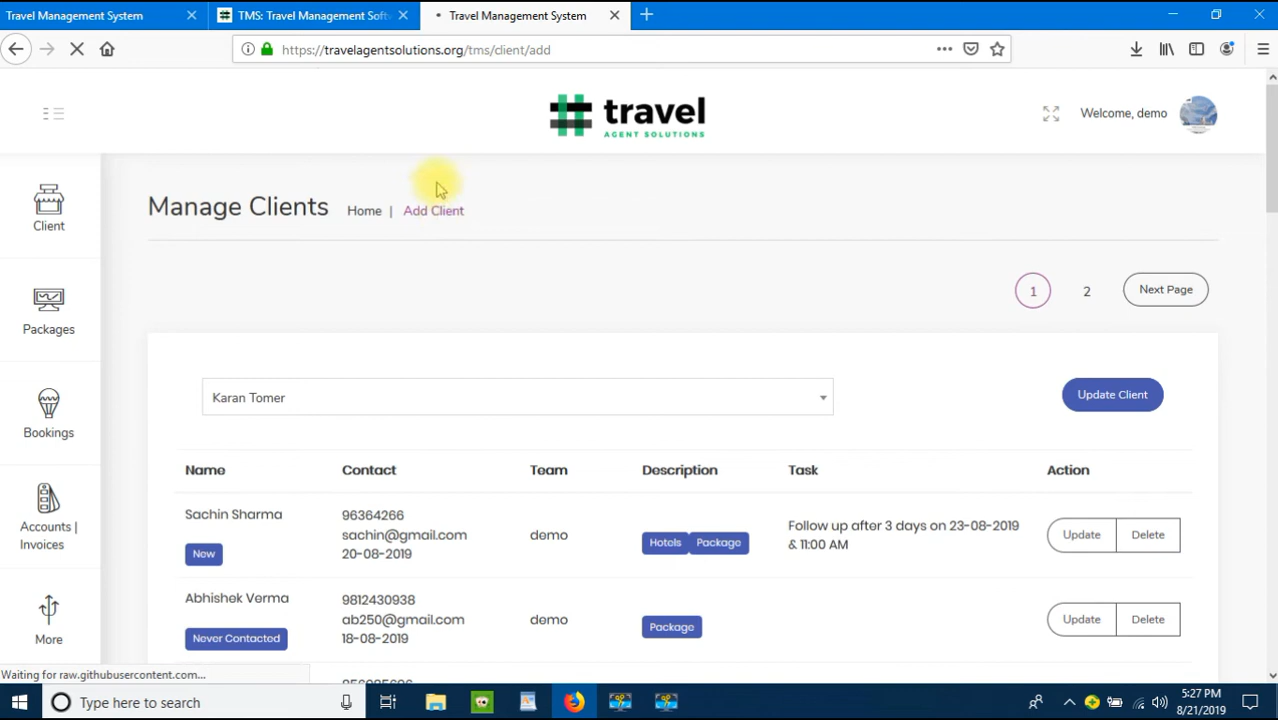 Travel Management System
TMS: Travel Management Soft
Travel Management System
https://travelagentsolutions.org/tms/client/add
travel
AGENT SOLUTIONS
Welcome, demo
Client
Packages
Bookings
Accounts |
Invoices
More
Manage Clients Home | Add Client
1 2 Next Page
Karan Tomer
Update Client
Name Contact Team Description Task Action
Sachin Sharma
New
96364266
sachin@gmail.com
20-08-2019
demo
Hotels Package
Follow up after 3 days on 23-08-2019
& 11:00 AM
Update Delete
Abhishek Verma
Never Contacted
9812430938
ab250@gmail.com
18-08-2019
demo
Package
Update Delete
Waiting for raw.githubusercontent.com...
Type here to search
5:27 PM
8/21/2019